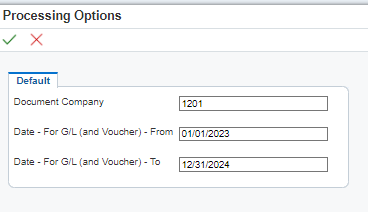 Processing Options
Default
Document Company 1201
Date - For G/L (and Voucher) - From 01/01/2023
Date - For G/L (and Voucher) - To 12/31/2024